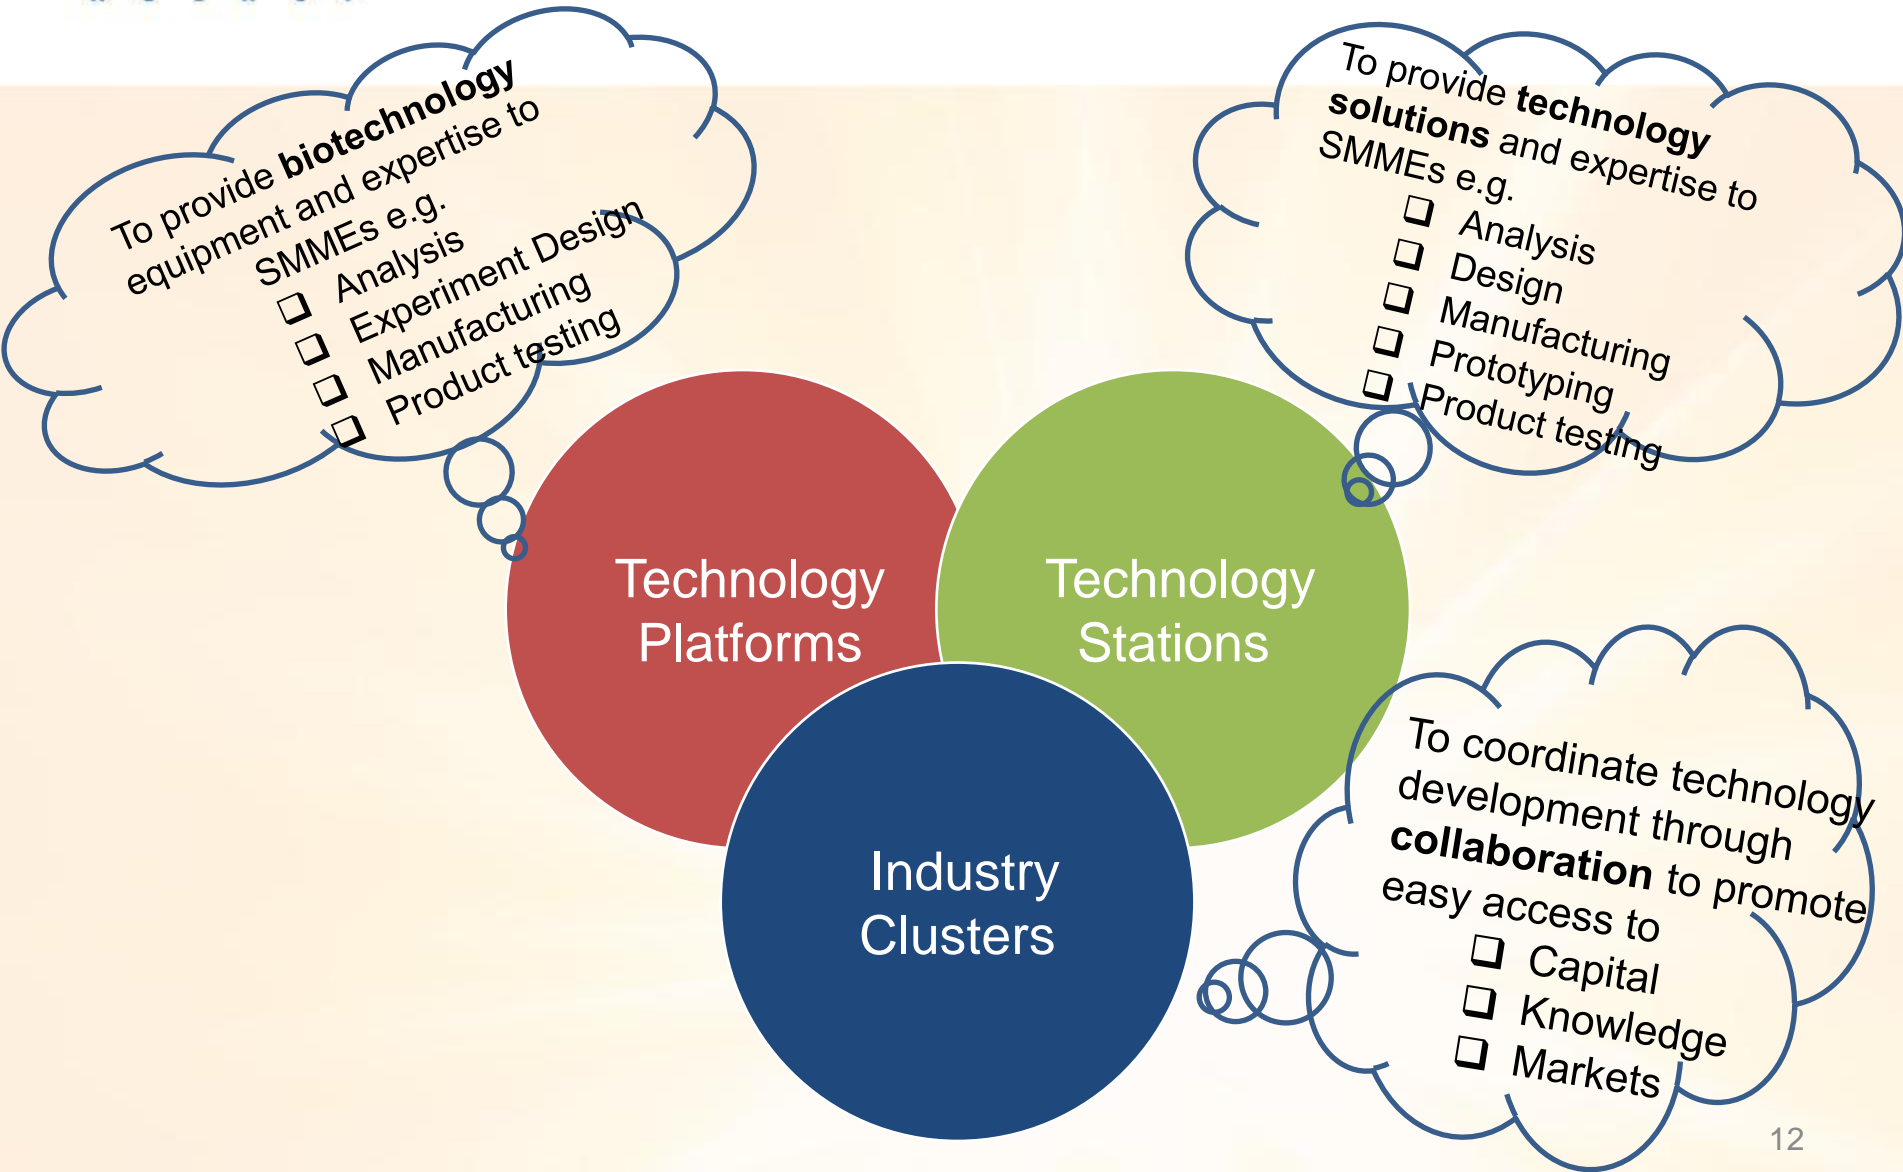 To provide biotechnology
equipment and expertise to
SMMEs e.g.
❑ Analysis
❑ Experiment Design
❑ Manufacturing
❑ Product testing
To provide technology
solutions and expertise to
SMMEs e.g.
❑ Analysis
❑ Design
❑ Manufacturing
❑ Prototyping
❑ Product testing
Technology
Platforms
Technology
Stations
Industry
Clusters
To coordinate technology
development through
collaboration to promote
easy access to
❑ Capital
❑ Knowledge
❑ Markets
12